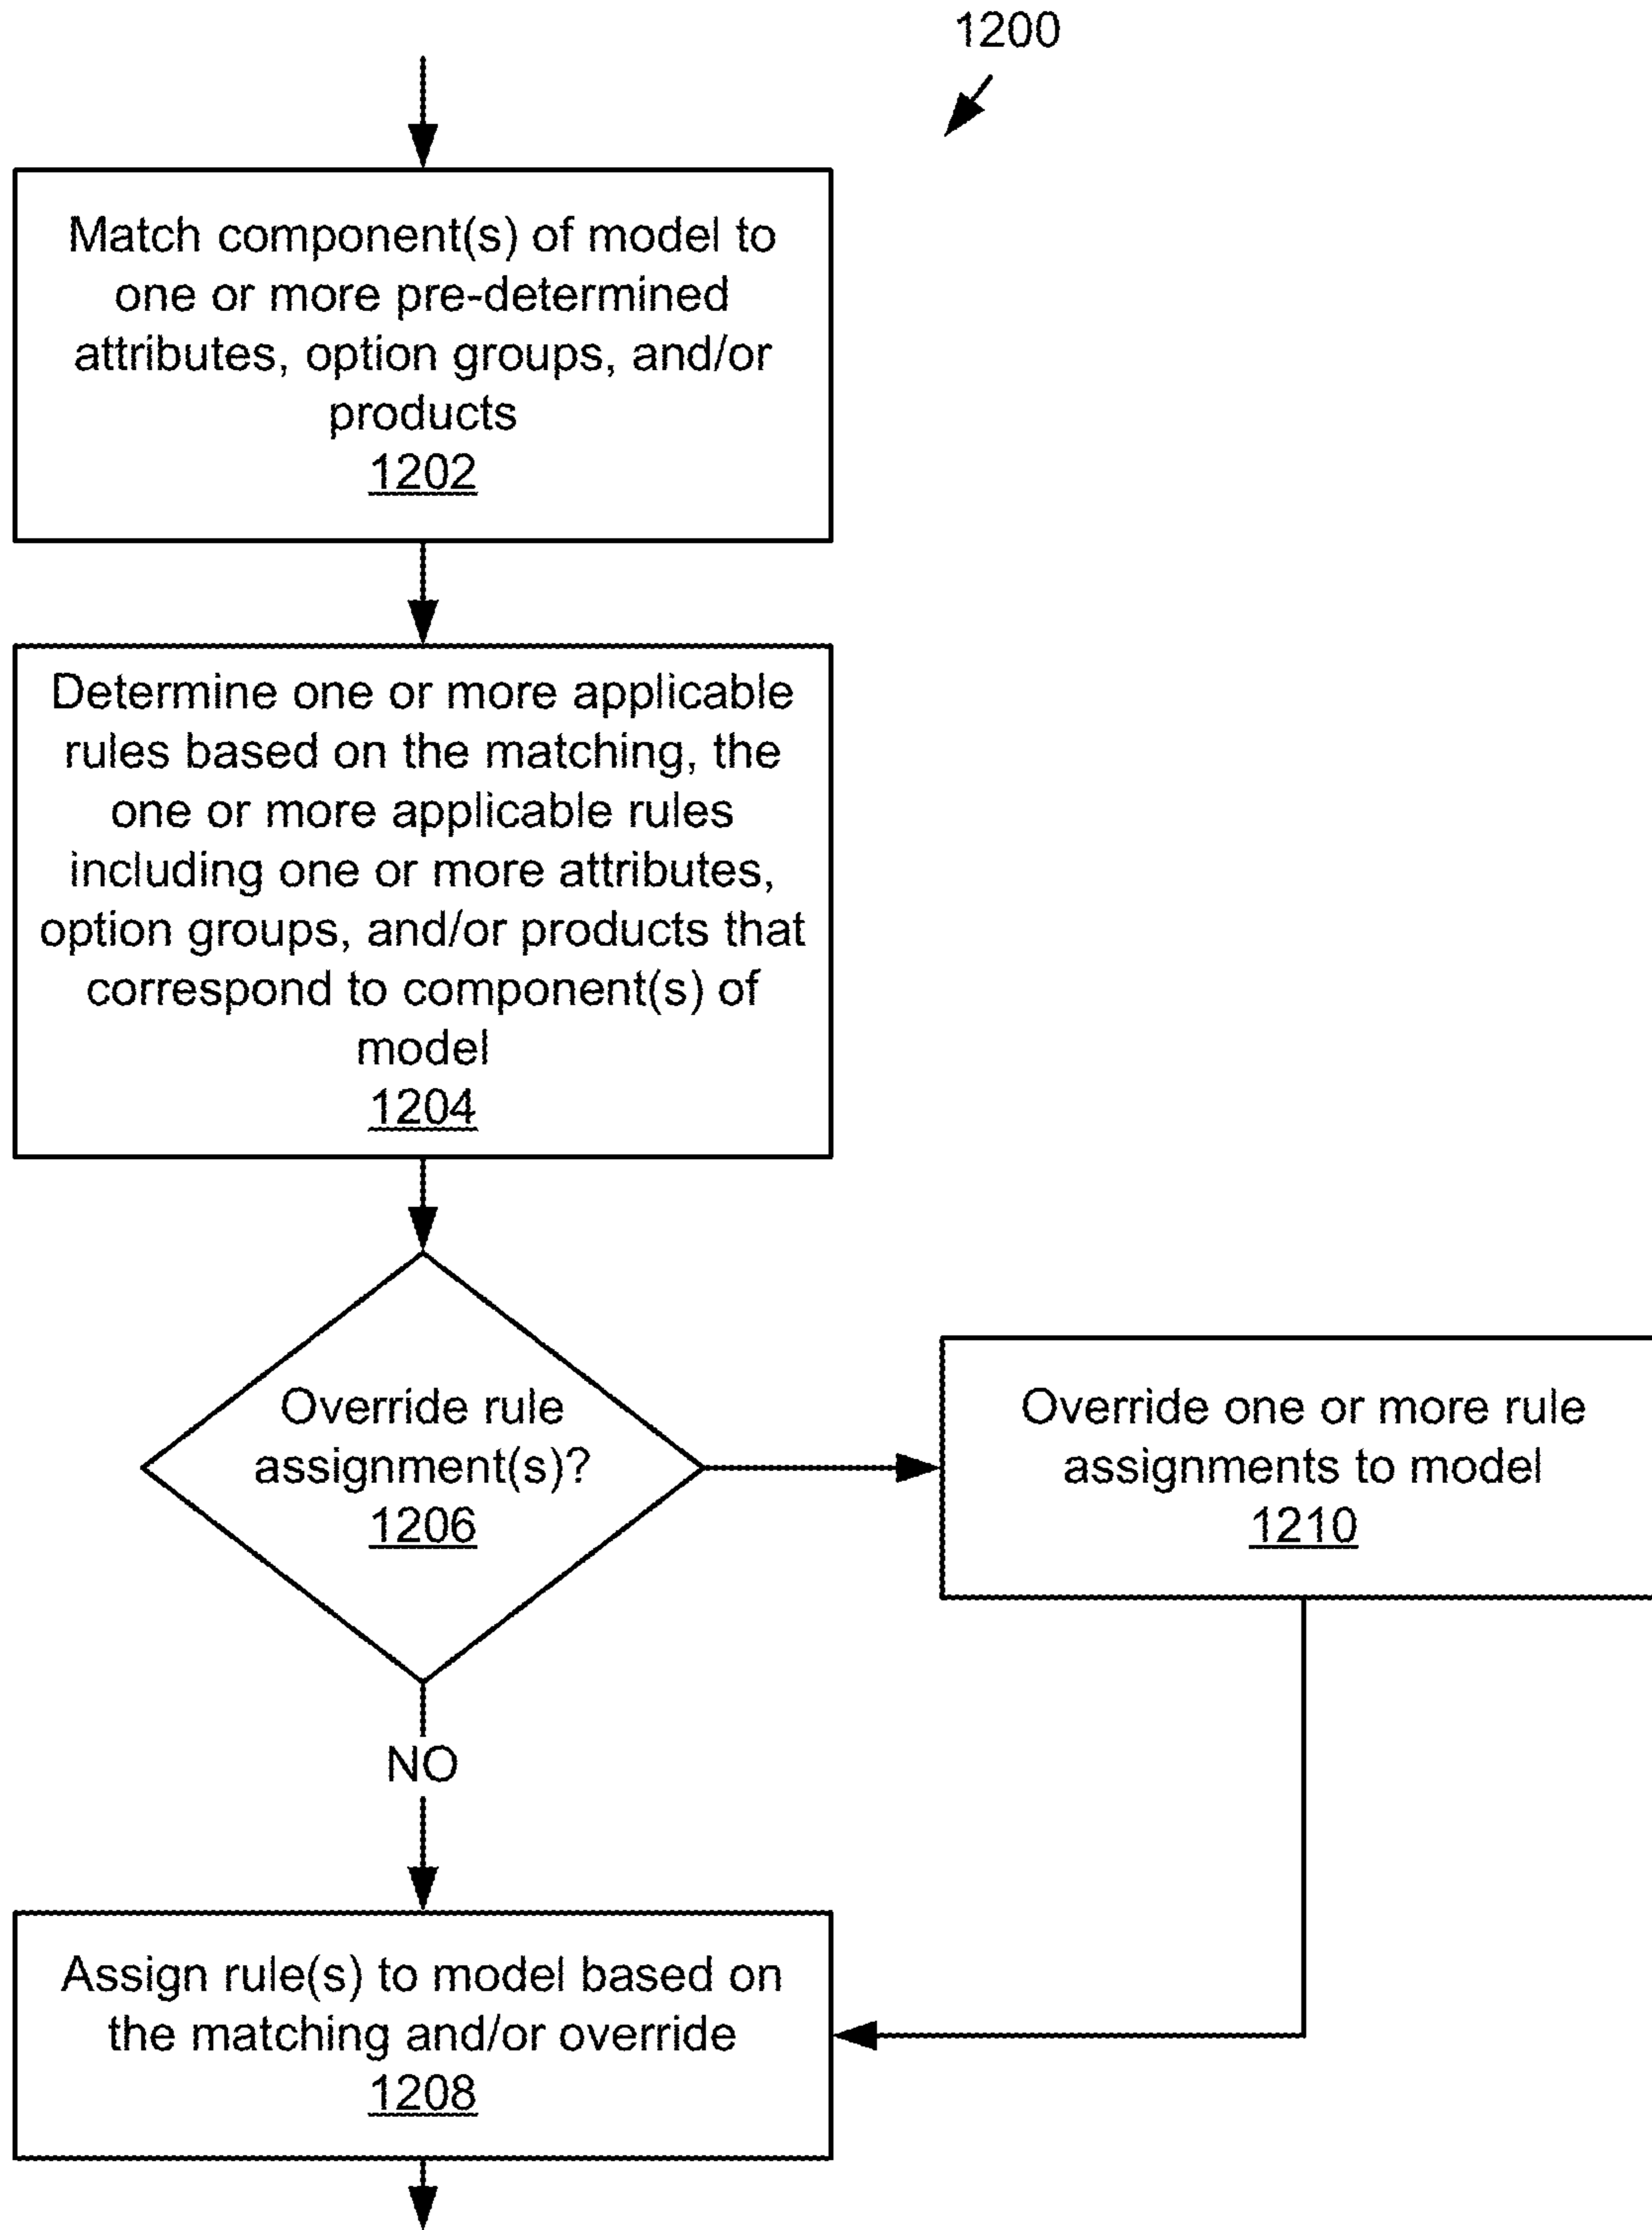 1200
Match component(s) of model to
one or more pre-determined
attributes, option groups, and/or
products
1202
Determine one or more applicable
rules based on the matching, the
one or more applicable rules
including one or more attributes,
option groups, and/or products that
correspond to component(s) of
model
1204
Override rule
assignment(s)?
1206
Override one or more rule
assignments to model
1210
NO
Assign rule(s) to model based on
the matching and/or override
1208